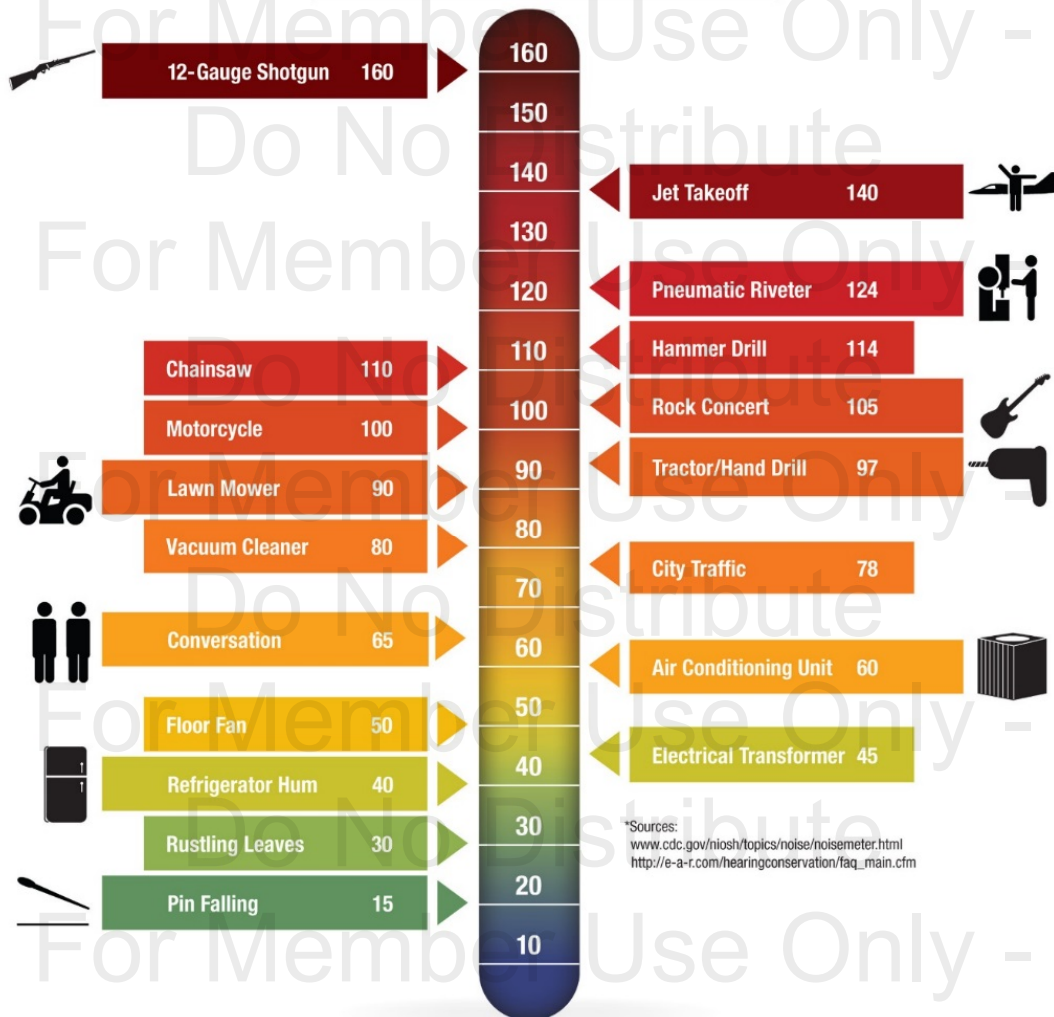 For Member Use Only -
Do No Distribute
For Member Use Only -
Do No Distribute
For Member Use Only -
Do No Distribute
For Member Use Only -
Do No Distribute
For Member Use Only -
160
150
140
130
120
110
100
90
80
70
60
50
40
30
20
10
12-Gauge Shotgun 160
Chainsaw 110
Motorcycle 100
Lawn Mower 90
Vacuum Cleaner 80
Conversation 65
Floor Fan 50
Refrigerator Hum 40
Rustling Leaves 30
Pin Falling 15
Jet Takeoff 140
Pneumatic Riveter 124
Hammer Drill 114
Rock Concert 105
Tractor/Hand Drill 97
City Traffic 78
Air Conditioning Unit 60
Electrical Transformer 45
*Sources:
www.cdc.gov/niosh/topics/noise/noisemeter.html
http://e-a-r.com/hearingconservation/faq_main.cfm